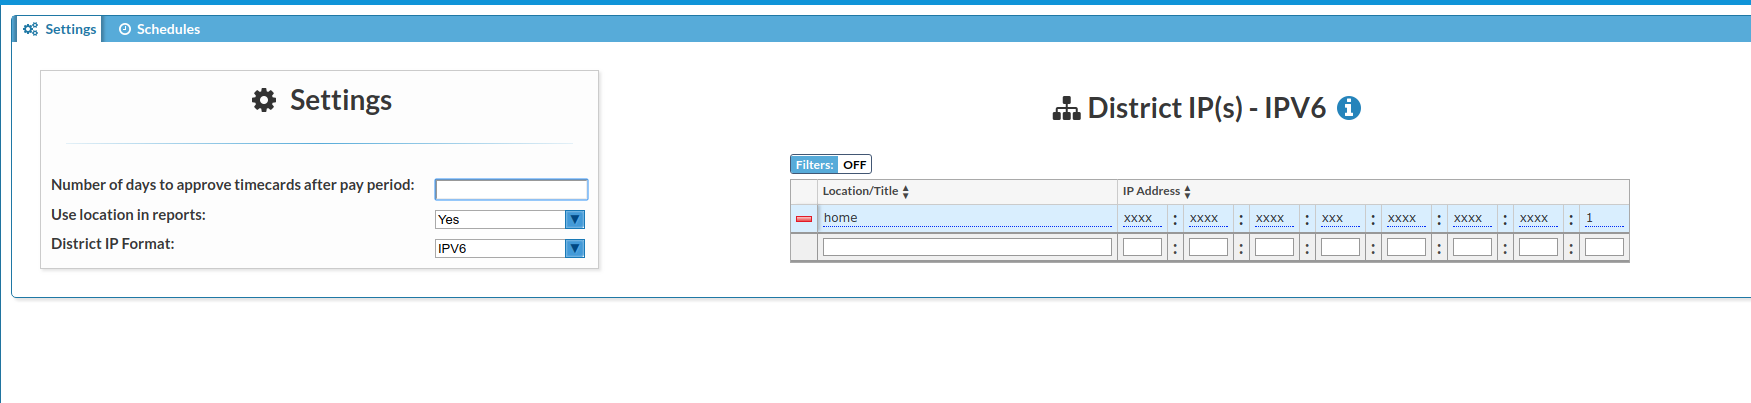 Settings Schedules
Settings
Number of days to approve timecards after pay period:
Use location in reports: Yes
District IP Format: IPV6
District IP(s) - IPV6
Filters: OFF
Location/Title IP Address
home xxxx : xxxx : xxxx : xxx : xxxx : xxxx : xxxx : 1
: : : : : : :